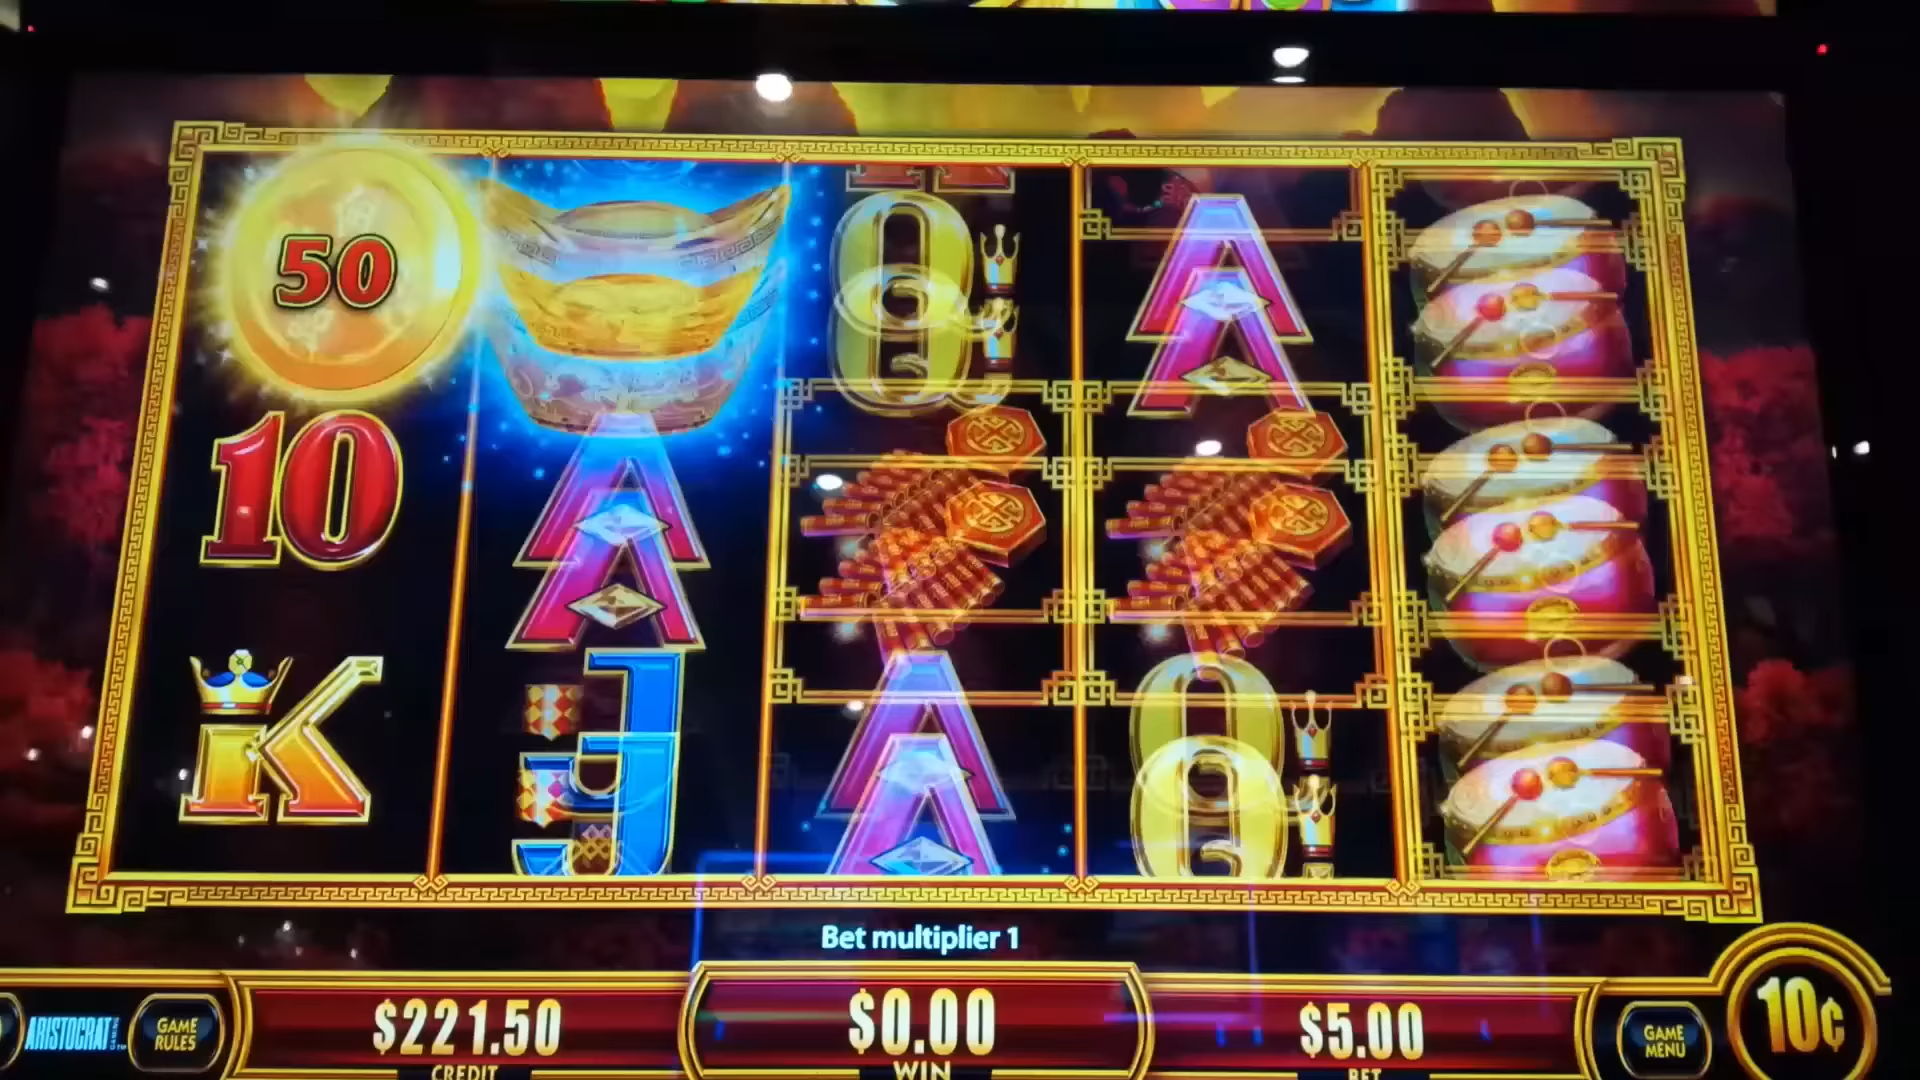 50
Q
A
10
A
K
J
A
Q
Bet multiplier 1
ARISTOCRAT
GAME
RULES
$221.50
CREDIT
$0.00
WIN
$5.00
BET
GAME
MENU
10¢